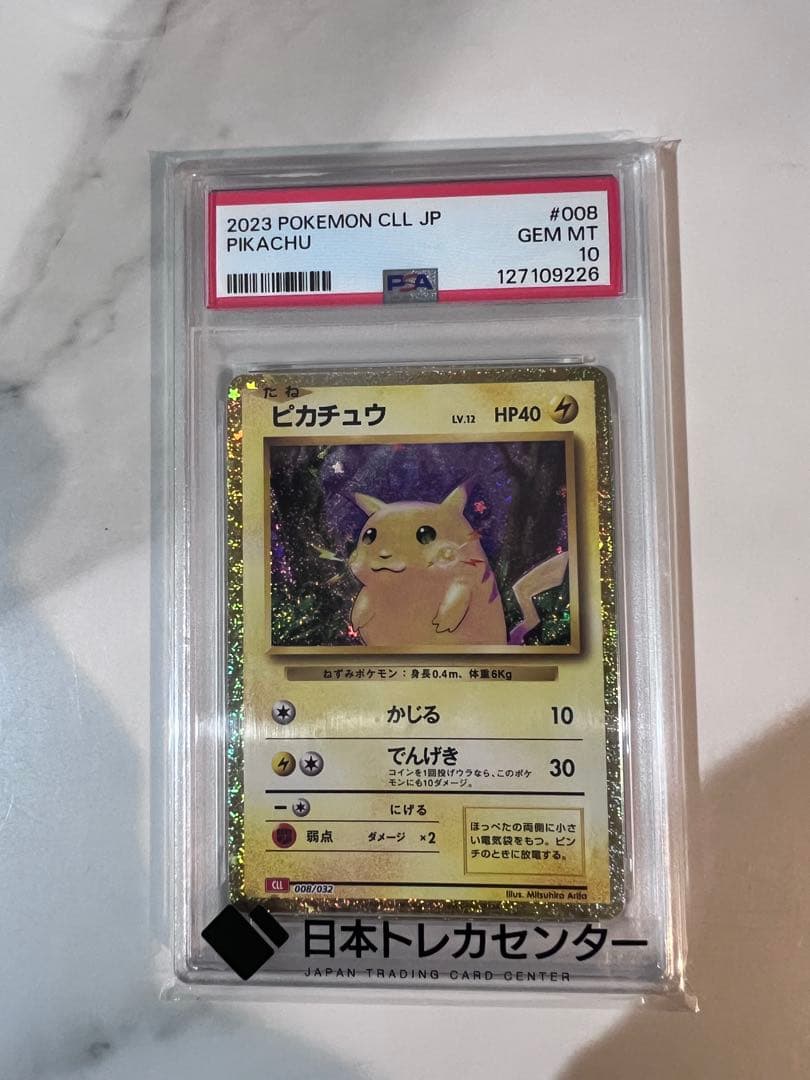 2023 POKEMON CLL JP #008
PIKACHU GEM MT
10
PSA 127109226
たね
ピカチュウ LV.12 HP40
ねずみポケモン：身長0.4m、体重6Kg
かじる 10
でんげき 30
コインを1回投げウラなら、このポケ
モンにも10ダメージ。
にげる
弱点 ダメージ ×2
ほっぺたの両側に小さ
い電気袋をもつ。ピン
チのときに放電する。
CLL 008/032
Illus. Mitsuhiro Arita
日本トレカセンター
JAPAN TRADING CARD CENTER